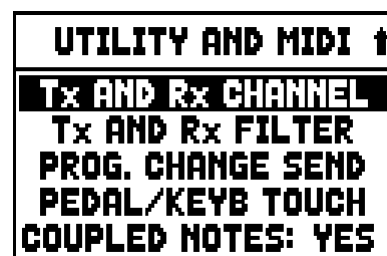 UTILITY AND MIDI
Tx AND Rx CHANNEL
Tx AND Rx FILTER
PROG. CHANGE SEND
PEDAL/KEYB TOUCH
COUPLED NOTES: YES